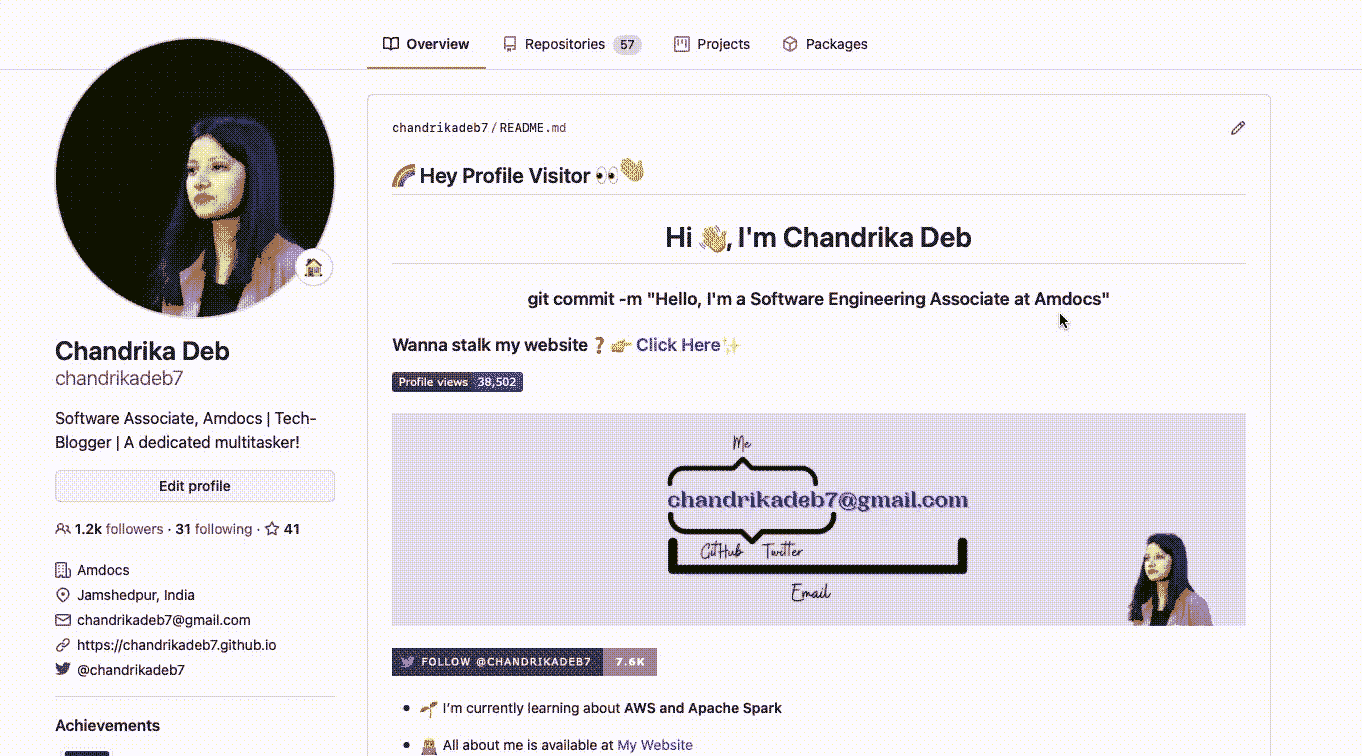 Overview
Repositories 57
Projects
Packages
chandrikadeb7/README.md
Hey Profile Visitor
Hi , I'm Chandrika Deb
git commit -m "Hello, I'm a Software Engineering Associate at Amdocs"
Wanna stalk my website Click Here
Profile views 38,502
Me
chandrikadeb7@gmail.com
GitHub Twitter
Email
FOLLOW @CHANDRIKADEB7 7.6K
I'm currently learning about AWS and Apache Spark
All about me is available at My Website
Chandrika Deb
chandrikadeb7
Software Associate, Amdocs | Tech-
Blogger | A dedicated multitasker!
Edit profile
1.2k followers · 31 following · 41
Amdocs
Jamshedpur, India
chandrikadeb7@gmail.com
https://chandrikadeb7.github.io
@chandrikadeb7
Achievements